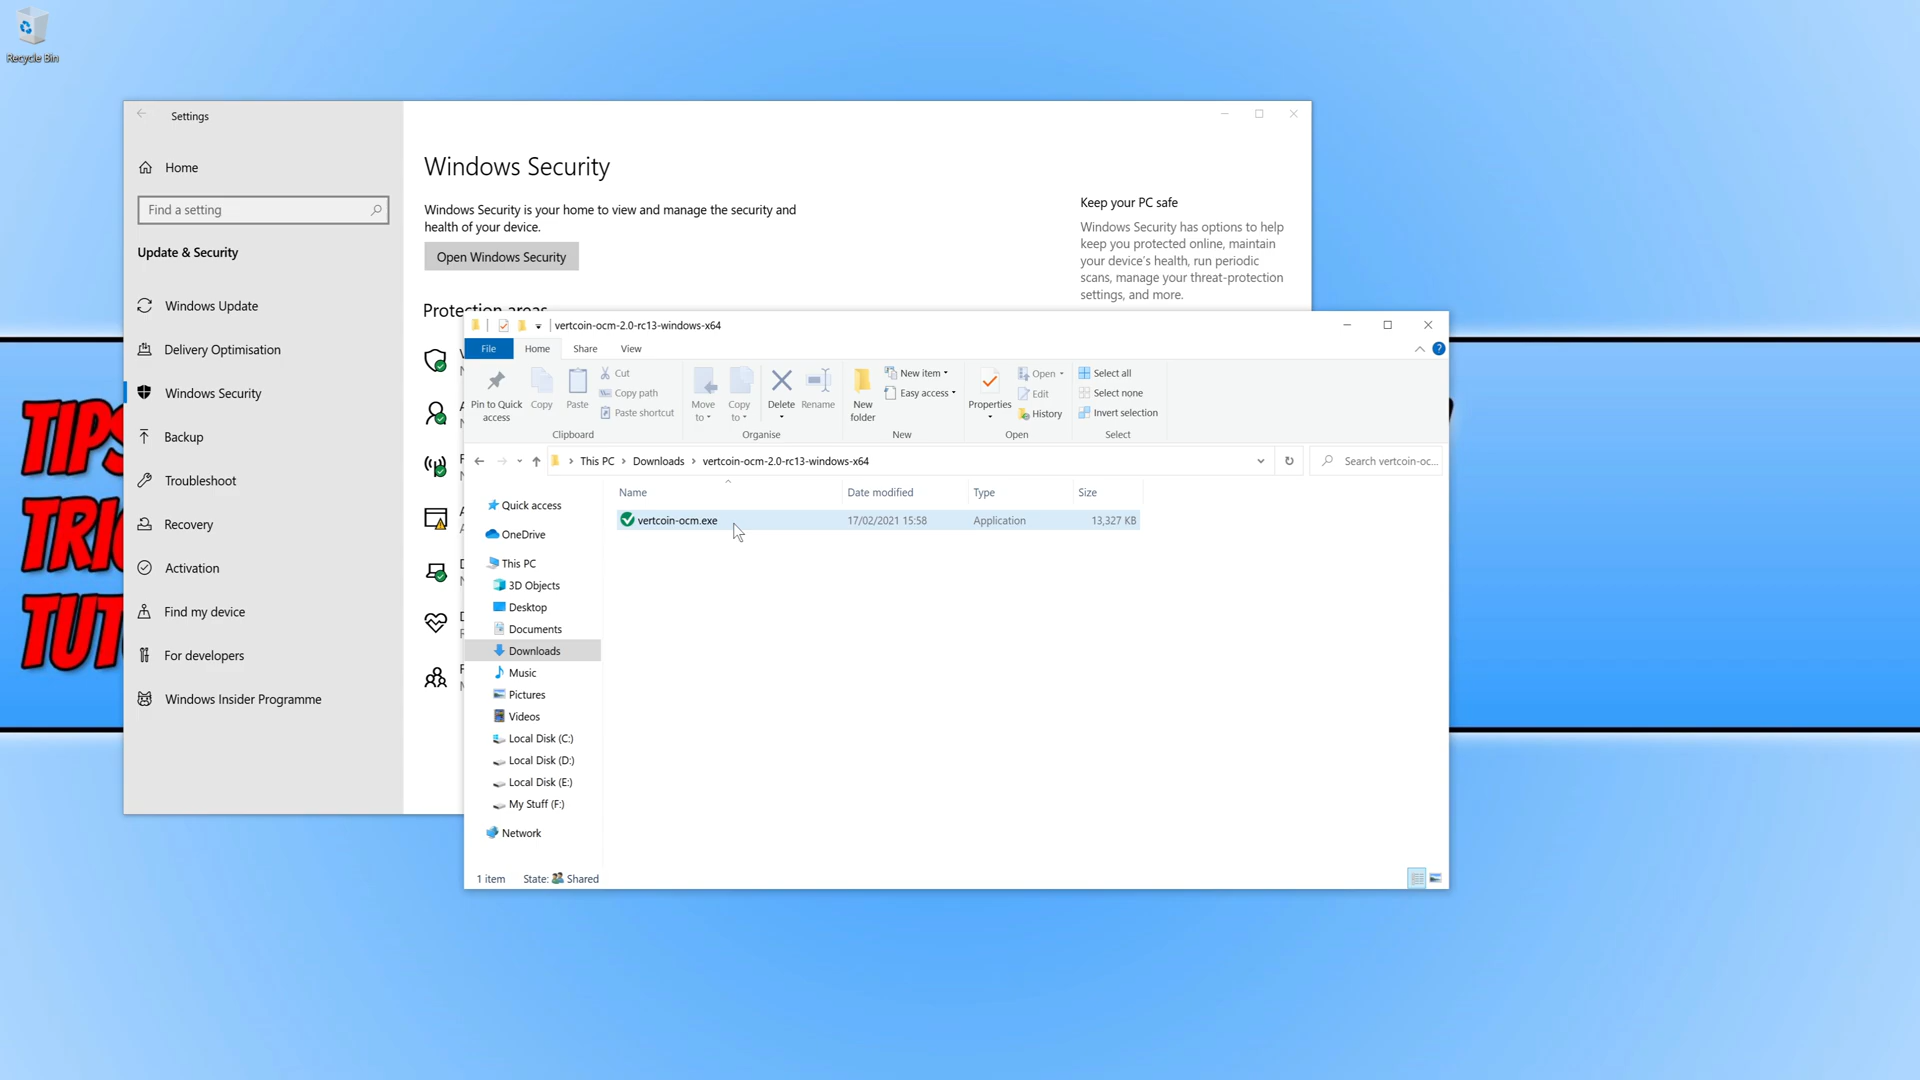 Recycle Bin
Settings
Home
Find a setting
Update & Security
Windows Update
Delivery Optimisation
Windows Security
Backup
Troubleshoot
Recovery
Activation
Find my device
For developers
Windows Insider Programme
Windows Security
Windows Security is your home to view and manage the security and
health of your device.
Open Windows Security
Protection areas
Keep your PC safe
Windows Security has options to help
keep you protected online, maintain
your device's health, run periodic
scans, manage your threat-protection
settings, and more.
TIPS
TRI
TUT
vertcoin-ocm-2.0-rc13-windows-x64
File Home Share View
Pin to Quick
access
Copy
Paste
Cut
Copy path
Paste shortcut
Clipboard
Move
to
Copy
to
Delete
Rename
Organise
New
folder
New item
Easy access
New
Properties
Open
Edit
History
Open
Select all
Select none
Invert selection
Select
This PC > Downloads > vertcoin-ocm-2.0-rc13-windows-x64
Search vertcoin-oc...
Name Date modified Type Size
vertcoin-ocm.exe 17/02/2021 15:58 Application 13,327 KB
Quick access
OneDrive
This PC
3D Objects
Desktop
Documents
Downloads
Music
Pictures
Videos
Local Disk (C:)
Local Disk (D:)
Local Disk (E:)
My Stuff (F:)
Network
1 item State: Shared